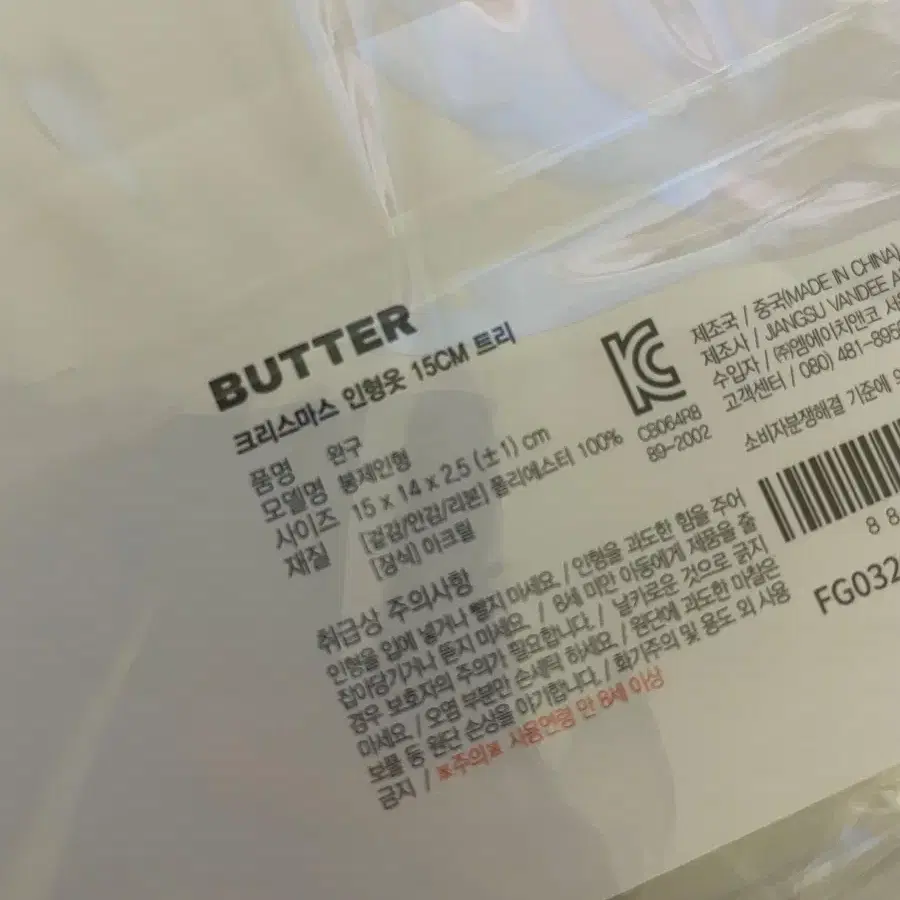 BUTTER
크리스마스 인형옷 15CM 트리
품명 완구
모델명 봉제인형
사이즈 15 x 14 x 2.5 (±1) cm
재질 [겉감/안감/리본] 폴리에스터 100%
[장식] 아크릴
취급상 주의사항
인형을 입에 넣거나 빨지 마세요. / 인형을 과도한 힘을 주어
잡아당기거나 뜯지 마세요. / 8세 미만 아동에게 제품을 줄
경우 보호자의 주의가 필요합니다. / 날카로운 것으로 긁지
마세요. / 오염 부분만 손세탁 하세요. / 원단에 과도한 마찰은
보풀 등 원단 손상을 야기합니다. / 화기주의 및 용도 외 사용
금지 / ※주의※ 사용연령 만 8세 이상
CB064R8
89-2002
제조국 / 중국(MADE IN CHINA)
제조사 / JIANGSU VANDEE
수입자 / ㈜엠에이치앤코
고객센터 / 080) 481-895
소비자분쟁해결 기준에
88
FG032